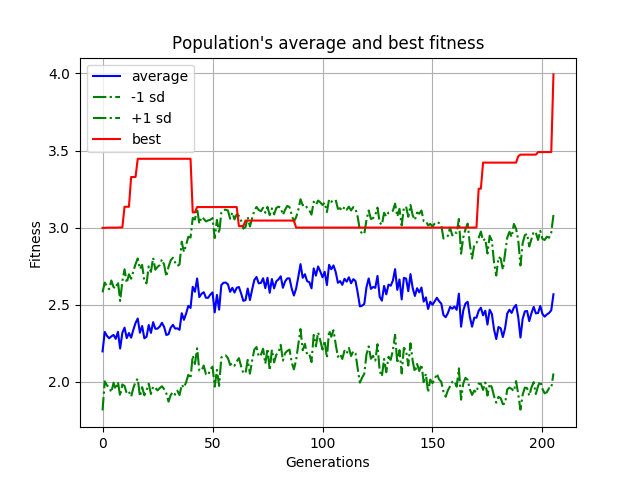 Population's average and best fitness
average
-1 sd
+1 sd
best
4.0
3.5
3.0
2.5
2.0
Fitness
0 50 100 150 200
Generations